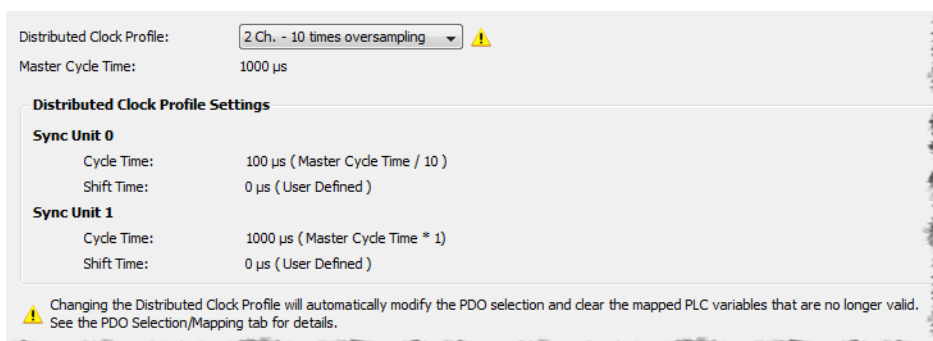 Distributed Clock Profile: 2 Ch. - 10 times oversampling
Master Cycle Time: 1000 µs
Distributed Clock Profile Settings
Sync Unit 0
Cycle Time: 100 µs ( Master Cycle Time / 10 )
Shift Time: 0 µs ( User Defined )
Sync Unit 1
Cycle Time: 1000 µs ( Master Cycle Time * 1)
Shift Time: 0 µs ( User Defined )
Changing the Distributed Clock Profile will automatically modify the PDO selection and clear the mapped PLC variables that are no longer valid.
See the PDO Selection/Mapping tab for details.